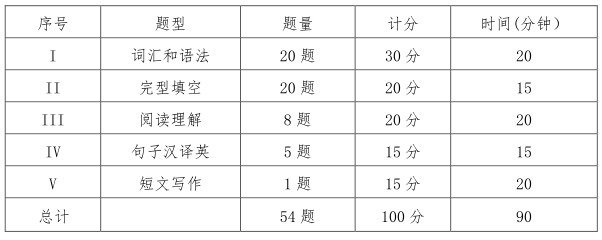 序号 题型 题量 计分 时间(分钟）
I 词汇和语法 20 题 30 分 20
II 完型填空 20 题 20 分 15
III 阅读理解 8 题 20 分 20
IV 句子汉译英 5 题 15 分 15
V 短文写作 1 题 15 分 20
总计 54 题 100 分 90